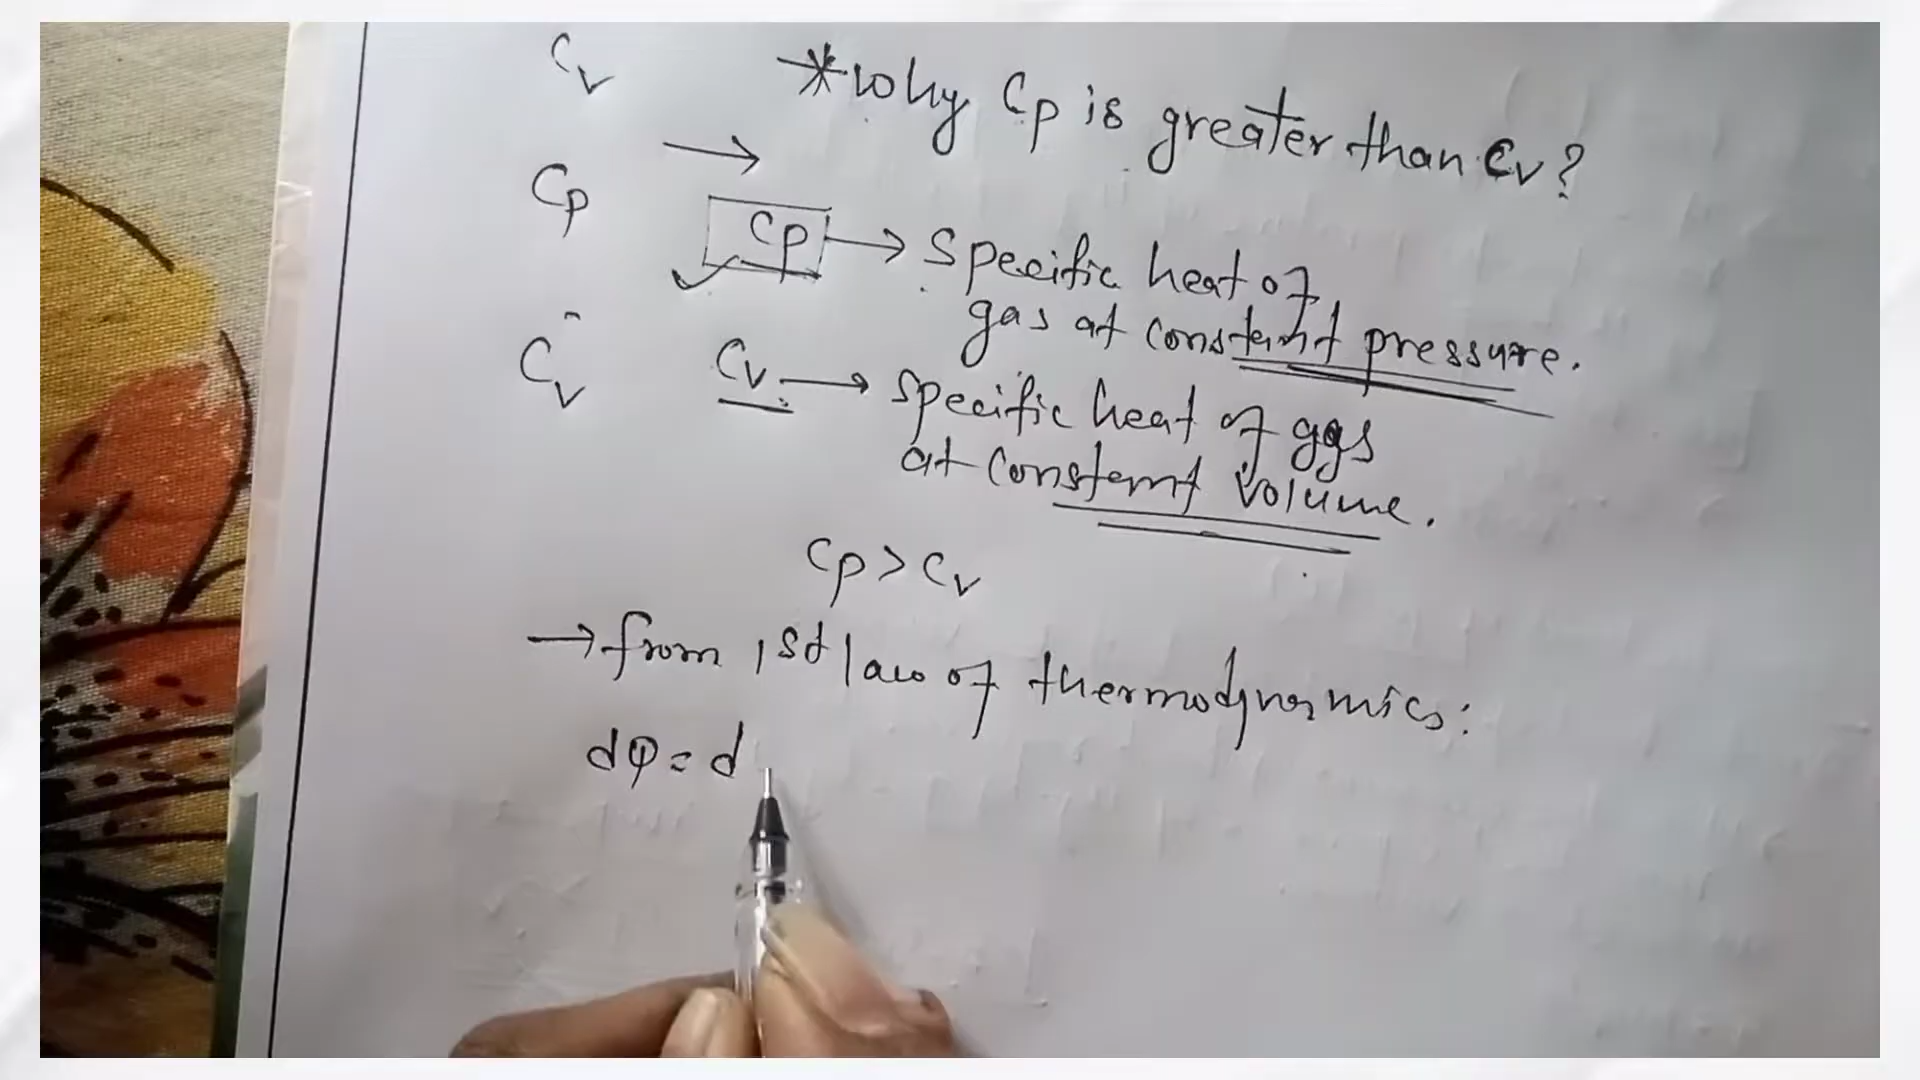 Cv
*Why Cp is greater than Cv?
→
Cp
Cp → Specific heat of
gas at constant pressure.
Cv
Cv → Specific heat of gas
at constant volume.
Cp > Cv
→ from 1st law of thermodynamics:
dQ = d